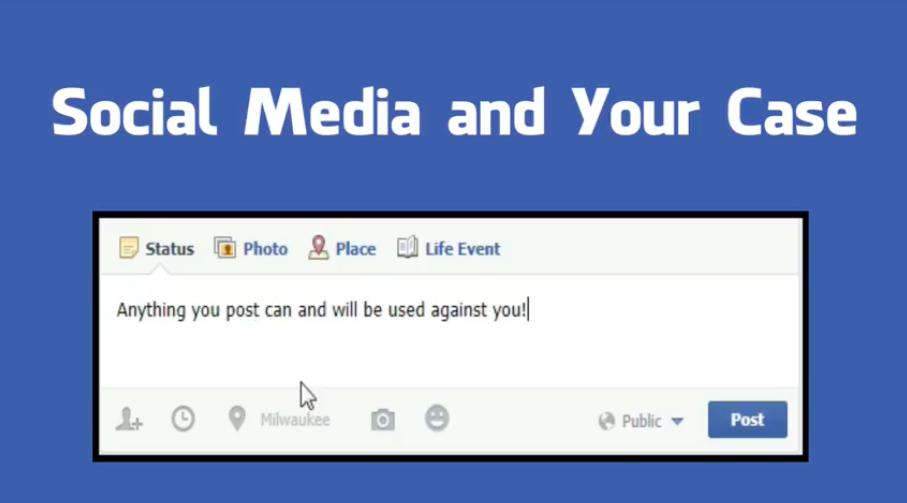 Social Media and Your Case
Status Photo Place Life Event
Anything you post can and will be used against you!
Milwaukee Public Post